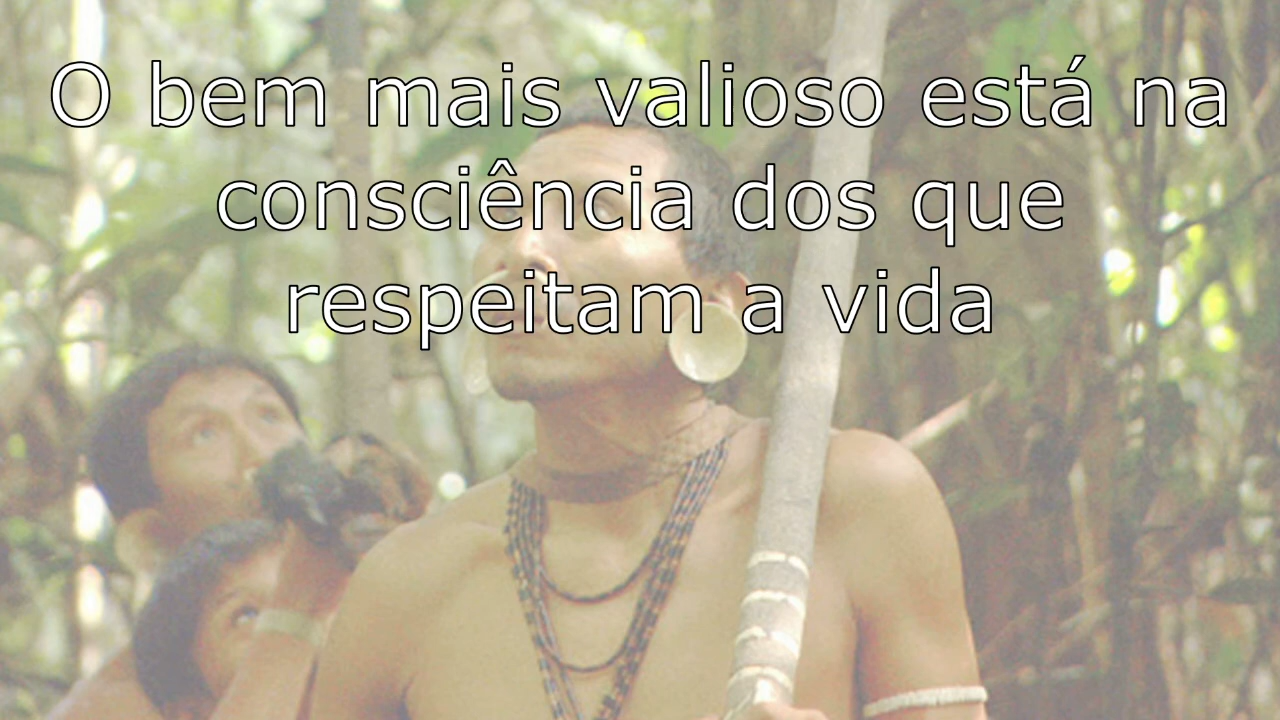 O bem mais valioso está na
consciência dos que
respeitam a vida